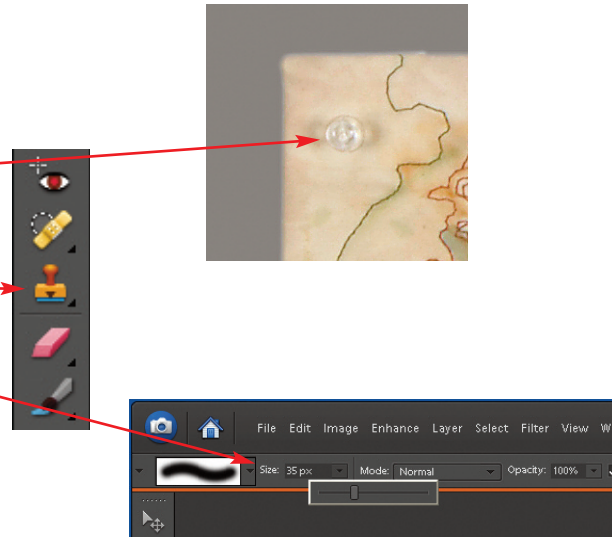 File Edit Image Enhance Layer Select Filter View W
Size: 35 px Mode: Normal Opacity: 100%